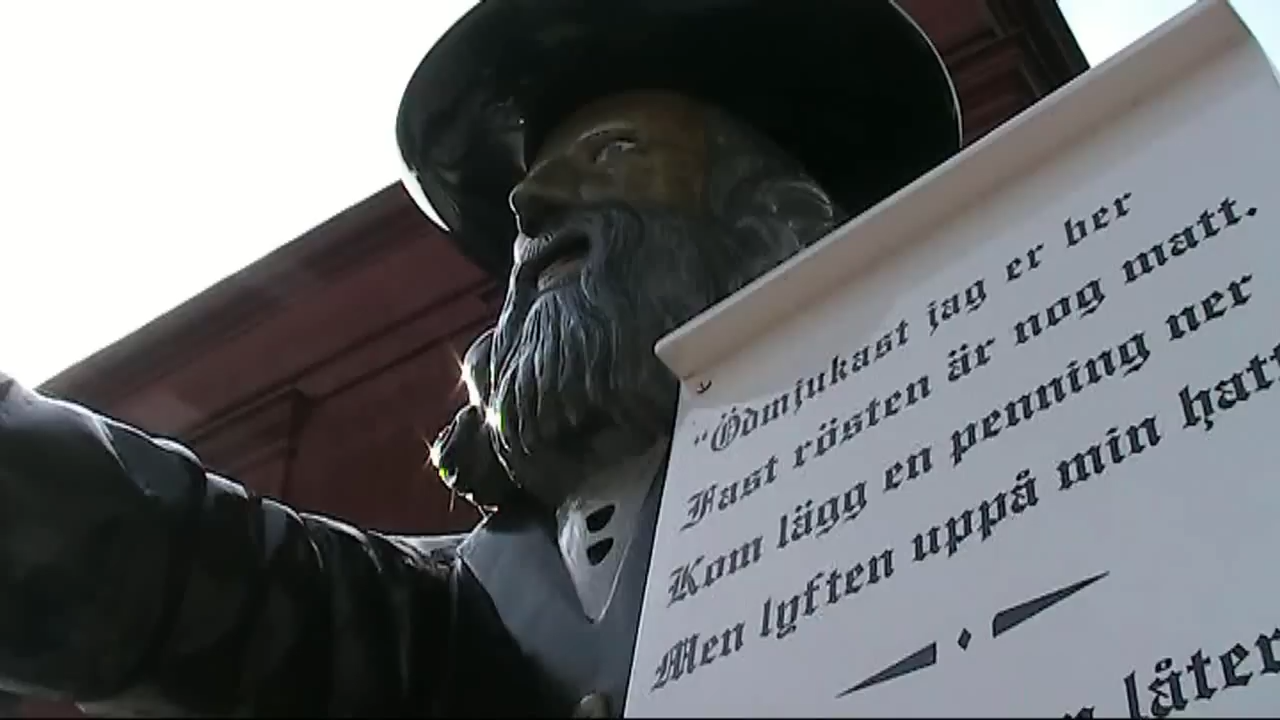 "Ödmjukast jag er ber
Fast rösten är nog matt.
Kom lägg en penning ner
Men lyften uppå min hatt
låter